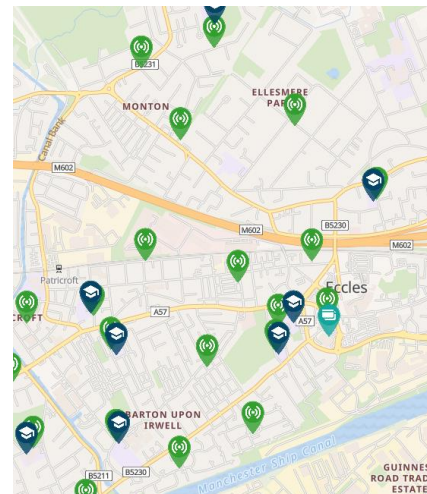 B5231
MONTON
ELLESMERE
PA
Canal Bank
M602
M602
B5230
M602
Patricroft
Eccles
CROFT
A57
A57
BARTON UPON
IRWELL
Manchester Ship Canal
B5211
B5230
GUINNES
ROAD TRAD
ESTATE